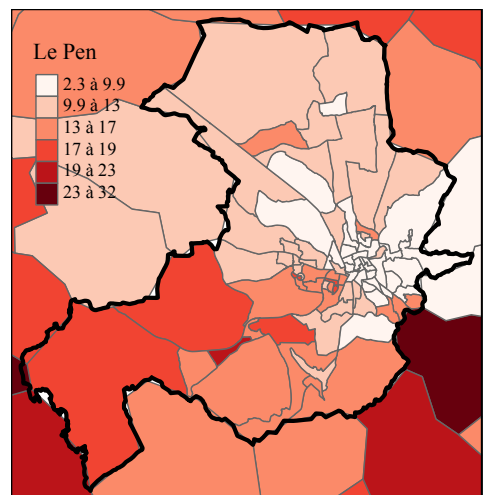 Le Pen
2.3 à 9.9
9.9 à 13
13 à 17
17 à 19
19 à 23
23 à 32